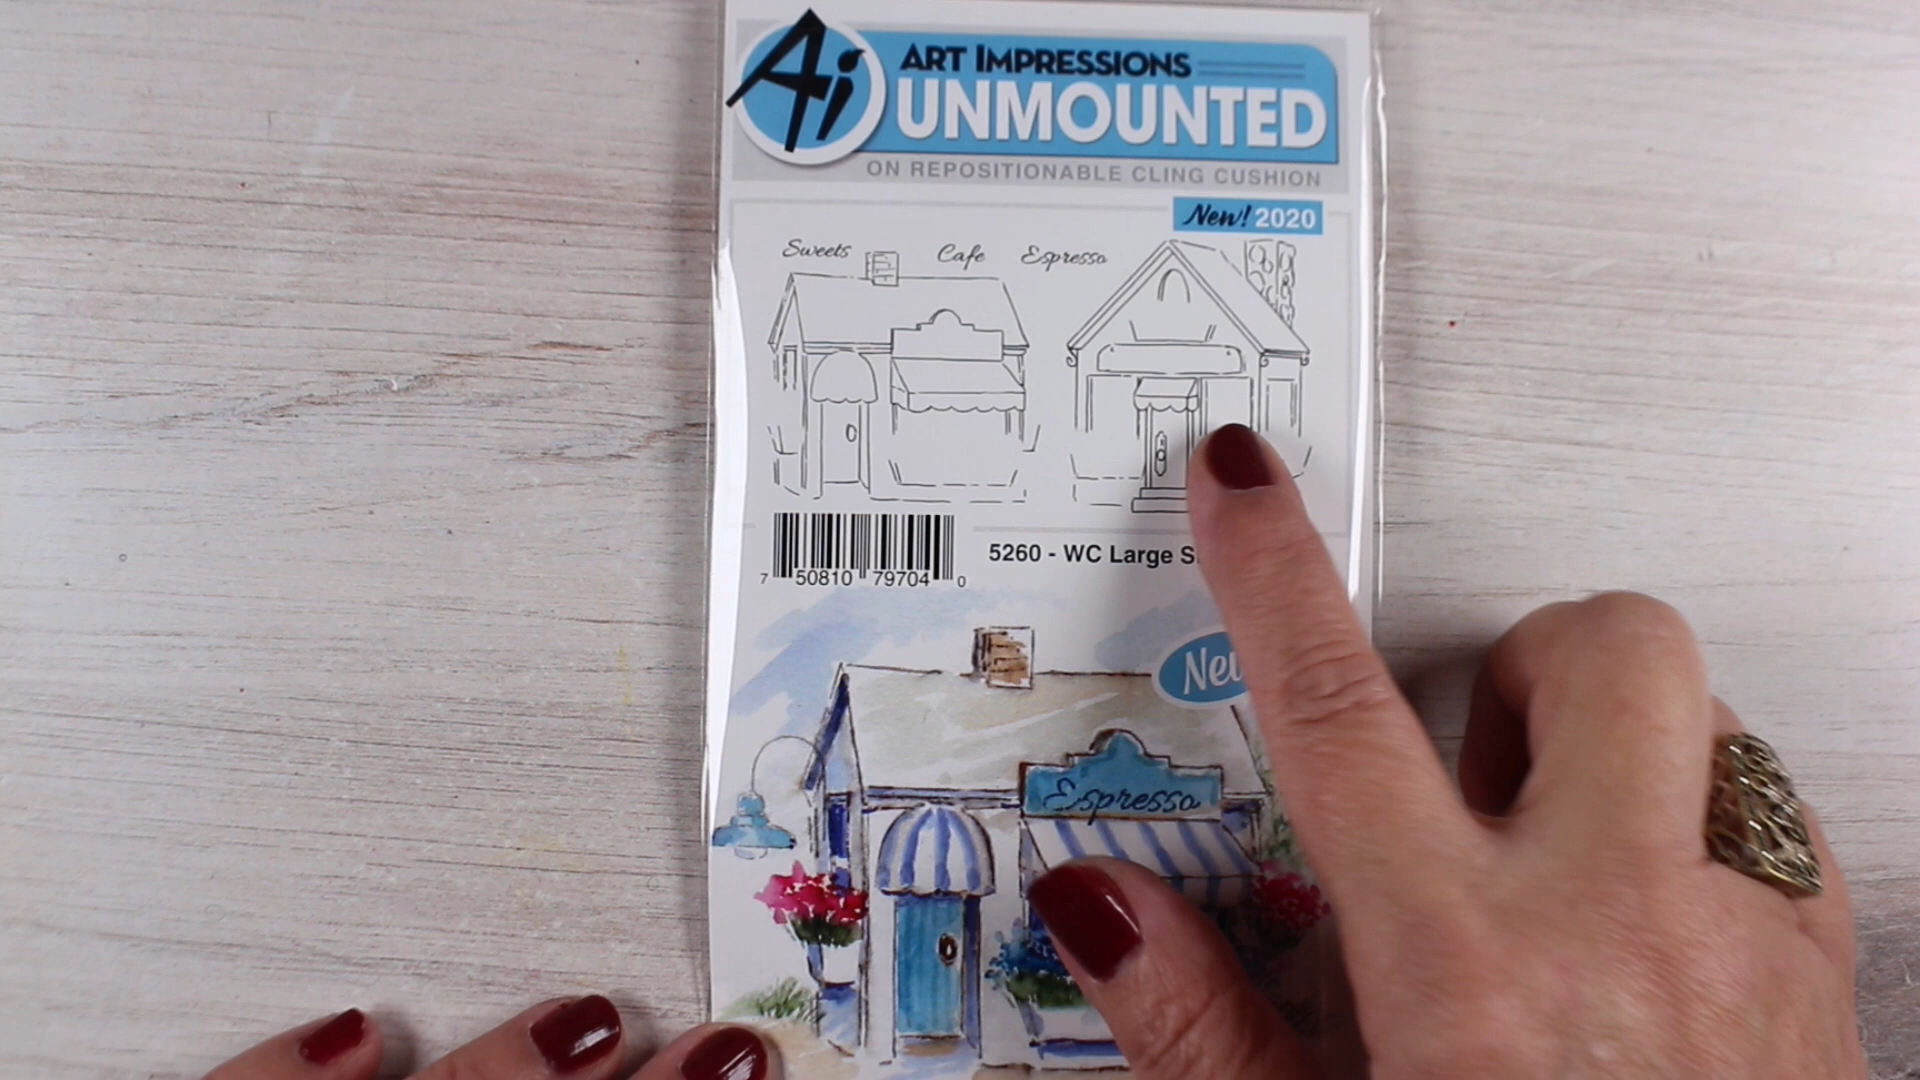 Ai ART IMPRESSIONS
UNMOUNTED
ON REPOSITIONABLE CLING CUSHION
New! 2020
Sweets Cafe Espresso
5260 - WC Large
7 50810 79704 0
Espresso